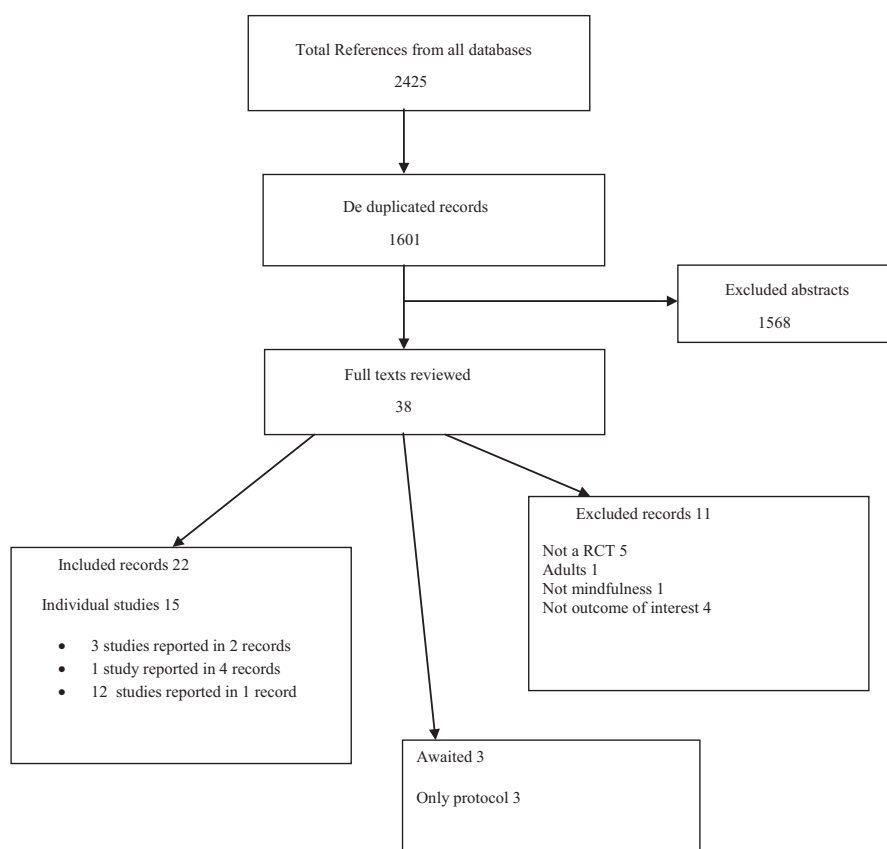 Total References from all databases
2425
De duplicated records
1601
Excluded abstracts
1568
Full texts reviewed
38
Included records 22
Individual studies 15
• 3 studies reported in 2 records
• 1 study reported in 4 records
• 12 studies reported in 1 record
Excluded records 11
Not a RCT 5
Adults 1
Not mindfulness 1
Not outcome of interest 4
Awaited 3
Only protocol 3